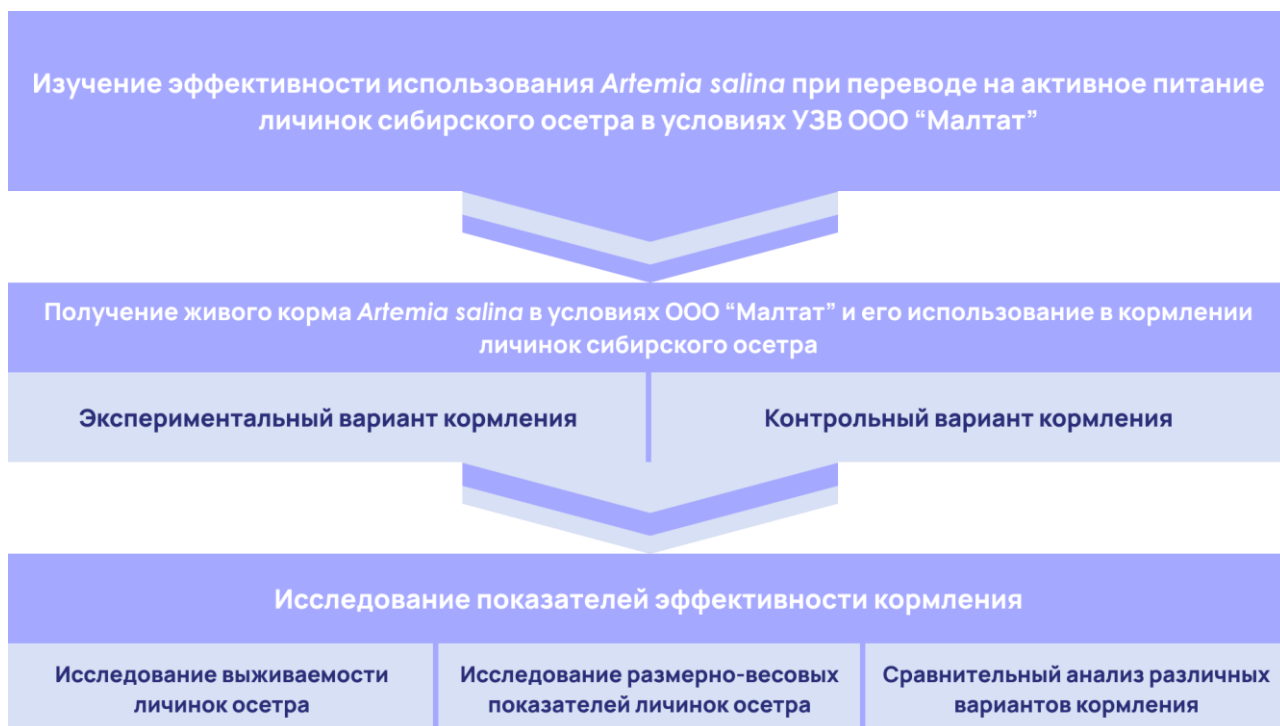 Изучение эффективности использования Artemia salina при переводе на активное питание
личинок сибирского осетра в условиях УЗВ ООО “Малтат”
Получение живого корма Artemia salina в условиях ООО “Малтат” и его использование в кормлении
личинок сибирского осетра
Экспериментальный вариант кормления
Контрольный вариант кормления
Исследование показателей эффективности кормления
Исследование выживаемости
личинок осетра
Исследование размерно-весовых
показателей личинок осетра
Сравнительный анализ различных
вариантов кормления